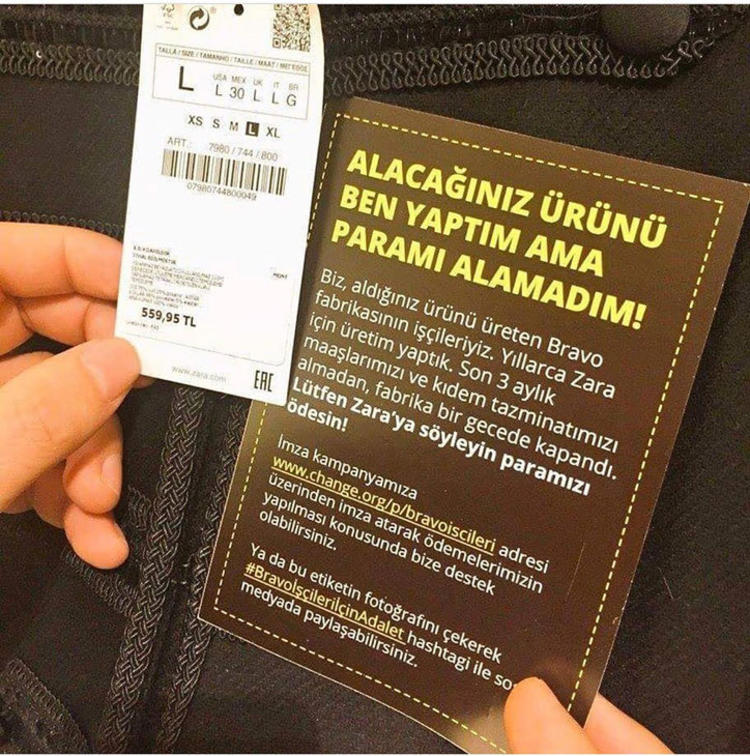 TALLA / SIZE / TAMANHO / TAILLE / MAAT /
L
USA MEX UK IT BR
L 30 L L G
XS S M L XL
ART.: 7980 / 744 / 800
07980744800049
559,95 TL
www.zara.com
EAC
ALACAĞINIZ ÜRÜNÜ
BEN YAPTIM AMA
PARAMI ALAMADIM!
Biz, aldığınız ürünü üreten Bravo
fabrikasının işçileriyiz. Yıllarca Zara
için üretim yaptık. Son 3 aylık
maaşlarımızı ve kıdem tazminatımızı
almadan, fabrika bir gecede kapandı.
Lütfen Zara'ya söyleyin paramızı
ödesin!
İmza kampanyamıza
www.change.org/p/bravoiscileri adresi
üzerinden imza atarak ödemelerimizin
yapılması konusunda bize destek
olabilirsiniz.
Ya da bu etiketin fotoğrafını çekerek
#BravoİşçileriİçinAdalet hashtagi ile so
medyada paylaşabilirsiniz.